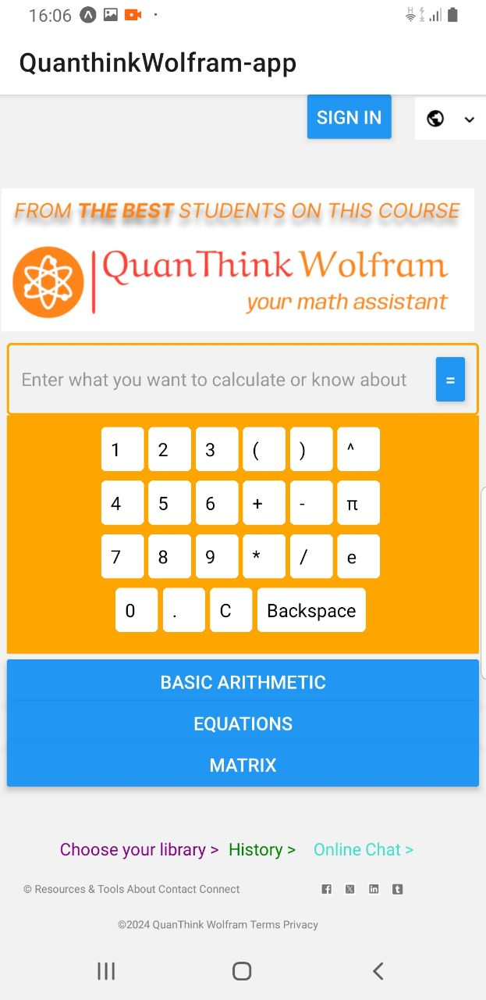 16:06
QuanthinkWolfram-app
SIGN IN
FROM THE BEST STUDENTS ON THIS COURSE
QuanThink Wolfram
your math assistant
Enter what you want to calculate or know about =
1 2 3 ( ) ^
4 5 6 + - π
7 8 9 * / e
0 . C Backspace
BASIC ARITHMETIC
EQUATIONS
MATRIX
Choose your library > History > Online Chat >
© Resources & Tools About Contact Connect
©2024 QuanThink Wolfram Terms Privacy